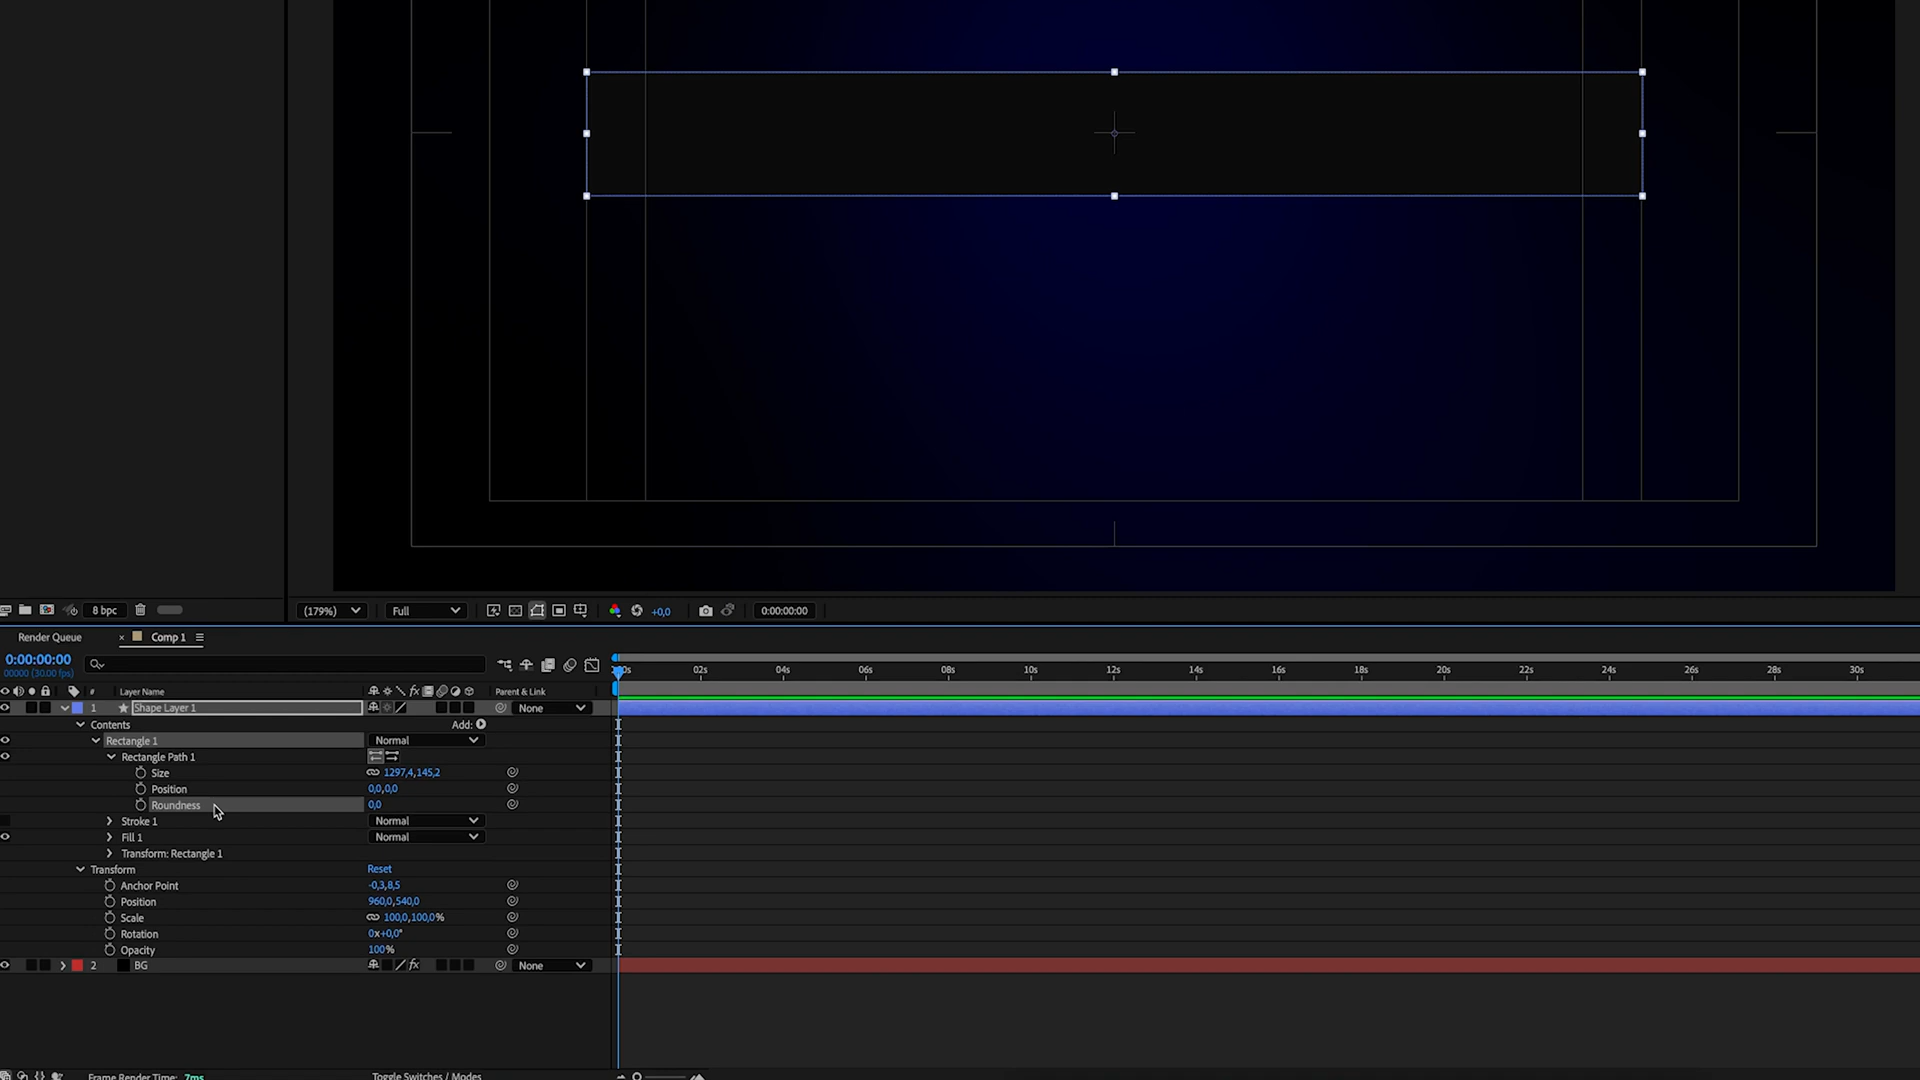 8 bpc (179%) Full +0,0 0:00:00:00
Render Queue × Comp 1
0:00:00:00
00000 (30.00 fps)
:00s 02s 04s 06s 08s 10s 12s 14s 16s 18s 20s 22s 24s 26s 28s 30s
# Layer Name Parent & Link
1 Shape Layer 1 None
Contents Add:
Rectangle 1 Normal
Rectangle Path 1
Size 1297,4,145,2
Position 0,0,0,0
Roundness 0,0
Stroke 1 Normal
Fill 1 Normal
Transform: Rectangle 1
Transform Reset
Anchor Point -0,3,8,5
Position 960,0,540,0
Scale 100,0,100,0%
Rotation 0x+0,0°
Opacity 100%
2 BG fx None
Frame Render Time: 7ms Toggle Switches / Modes